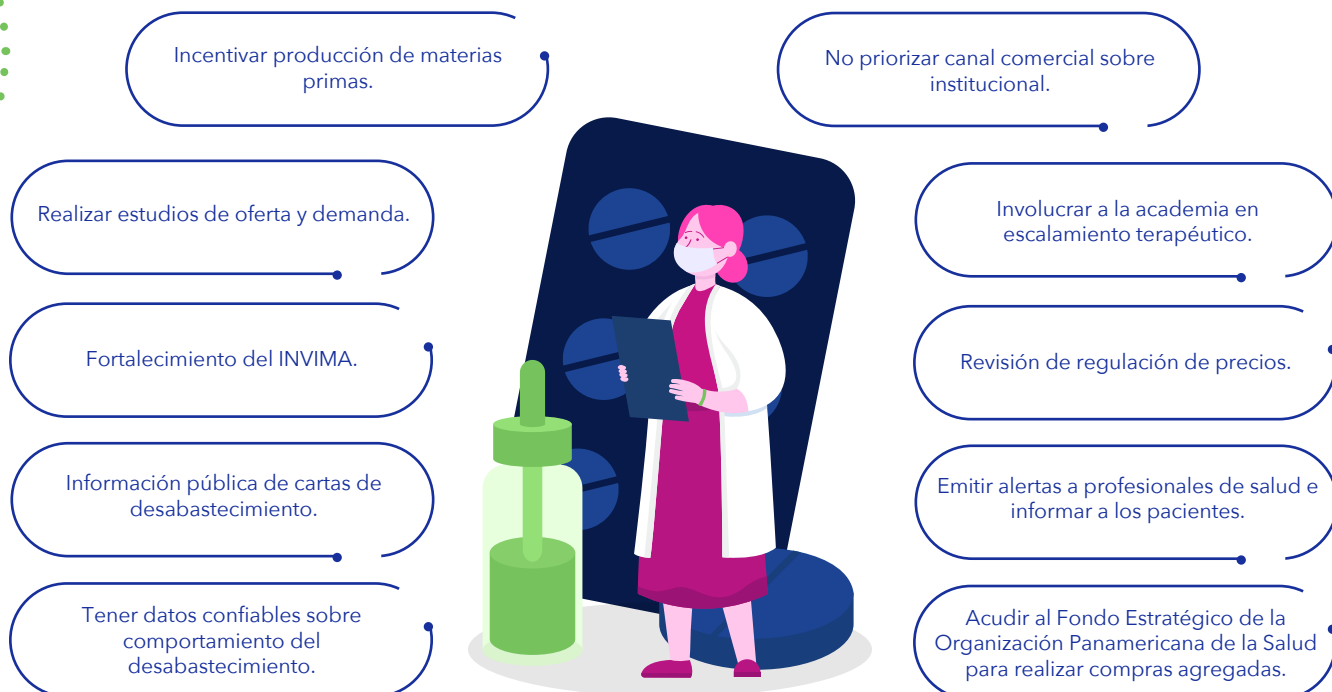 Incentivar producción de materias
primas.
No priorizar canal comercial sobre
institucional.
Realizar estudios de oferta y demanda.
Involucrar a la academia en
escalamiento terapéutico.
Fortalecimiento del INVIMA.
Revisión de regulación de precios.
Información pública de cartas de
desabastecimiento.
Emitir alertas a profesionales de salud e
informar a los pacientes.
Tener datos confiables sobre
comportamiento del
desabastecimiento.
Acudir al Fondo Estratégico de la
Organización Panamericana de la Salud
para realizar compras agregadas.